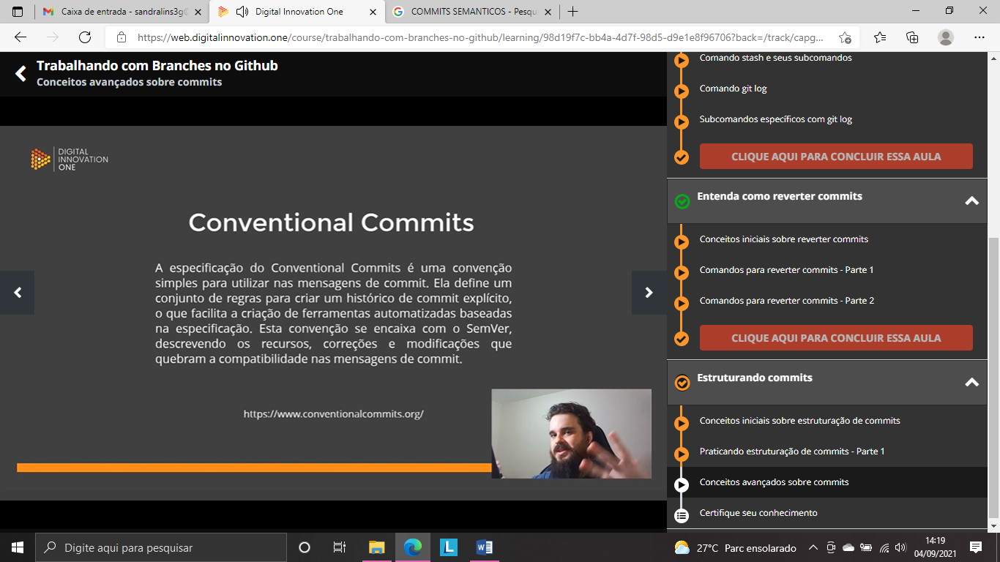 Caixa de entrada - sandralins3g@
Digital Innovation One
COMMITS SEMANTICOS - Pesqu
https://web.digitalinnovation.one/course/trabalhando-com-branches-no-github/learning/98d19f7c-bb4a-4d7f-98d5-d9e1e8f96706?back=/track/capg...
Trabalhando com Branches no Github
Conceitos avançados sobre commits
DIGITAL
INNOVATION
ONE
Conventional Commits
A especificação do Conventional Commits é uma convenção
simples para utilizar nas mensagens de commit. Ela define um
conjunto de regras para criar um histórico de commit explícito,
o que facilita a criação de ferramentas automatizadas baseadas
na especificação. Esta convenção se encaixa com o SemVer,
descrevendo os recursos, correções e modificações que
quebram a compatibilidade nas mensagens de commit.
https://www.conventionalcommits.org/
Comando stash e seus subcomandos
Comando git log
Subcomandos específicos com git log
CLIQUE AQUI PARA CONCLUIR ESSA AULA
Entenda como reverter commits
Conceitos iniciais sobre reverter commits
Comandos para reverter commits - Parte 1
Comandos para reverter commits - Parte 2
CLIQUE AQUI PARA CONCLUIR ESSA AULA
Estruturando commits
Conceitos iniciais sobre estruturação de commits
Praticando estruturação de commits - Parte 1
Conceitos avançados sobre commits
Certifique seu conhecimento
Digite aqui para pesquisar
L
27°C Parc ensolarado
14:19
04/09/2021